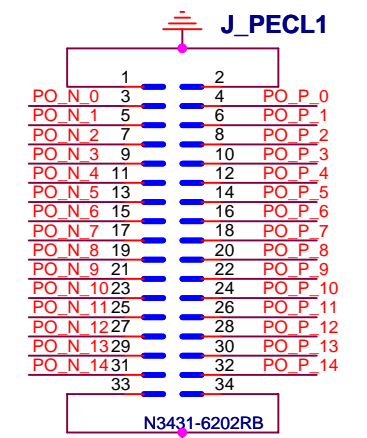 J_PECL1
1 2
PO_N_0 3 4 PO_P_0
PO_N_1 5 6 PO_P_1
PO_N_2 7 8 PO_P_2
PO_N_3 9 10 PO_P_3
PO_N_4 11 12 PO_P_4
PO_N_5 13 14 PO_P_5
PO_N_6 15 16 PO_P_6
PO_N_7 17 18 PO_P_7
PO_N_8 19 20 PO_P_8
PO_N_9 21 22 PO_P_9
PO_N_10 23 24 PO_P_10
PO_N_11 25 26 PO_P_11
PO_N_12 27 28 PO_P_12
PO_N_13 29 30 PO_P_13
PO_N_14 31 32 PO_P_14
33 34
N3431-6202RB